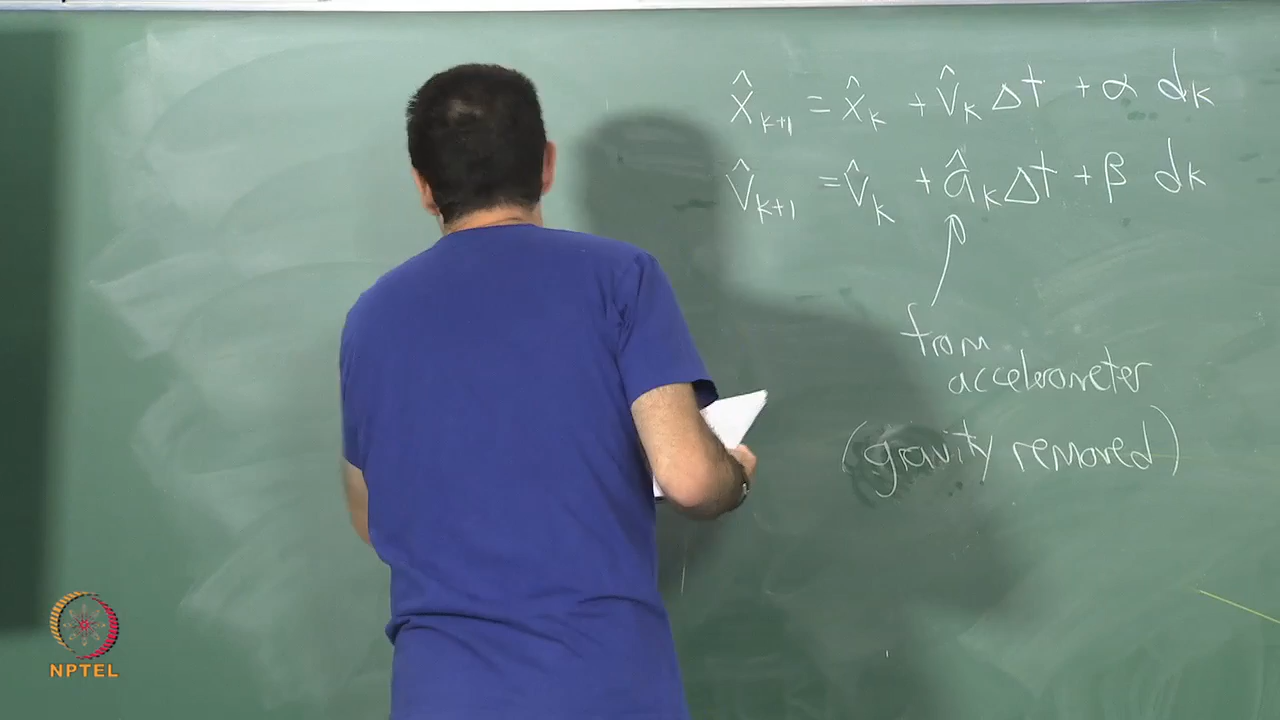 x̂ₖ₊₁ = x̂ₖ + v̂ₖ Δt + α dₖ
v̂ₖ₊₁ = v̂ₖ + âₖ Δt + β dₖ
from
accelerometer
(gravity removed)
NPTEL